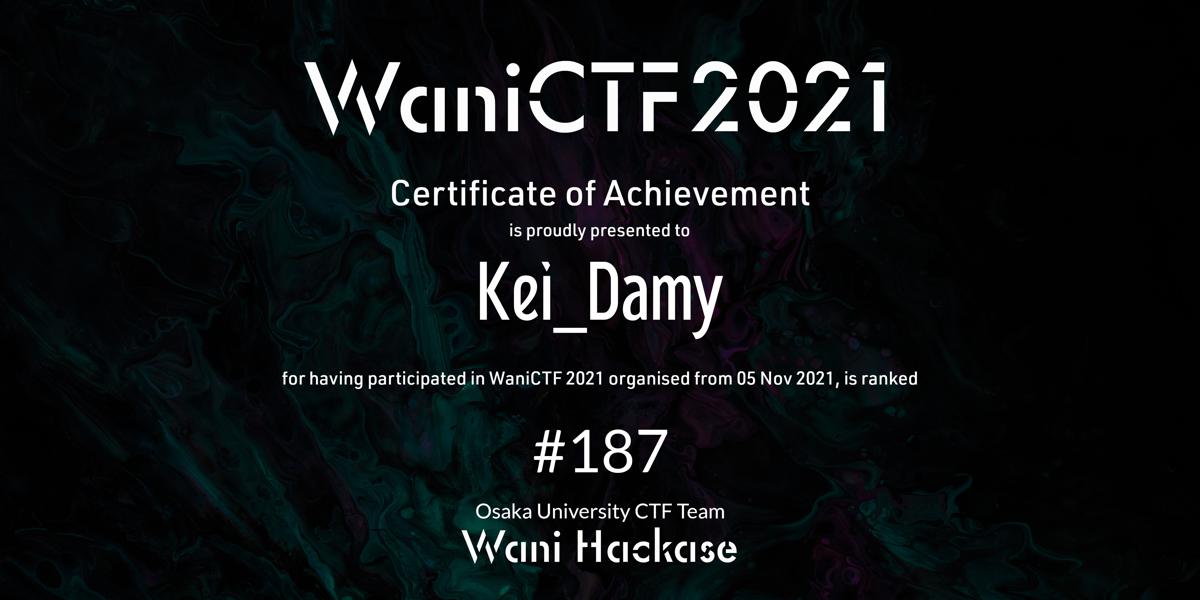 WaniCTF2021
Certificate of Achievement
is proudly presented to
Kei_Damy
for having participated in WaniCTF 2021 organised from 05 Nov 2021, is ranked
#187
Osaka University CTF Team
Wani Hackase